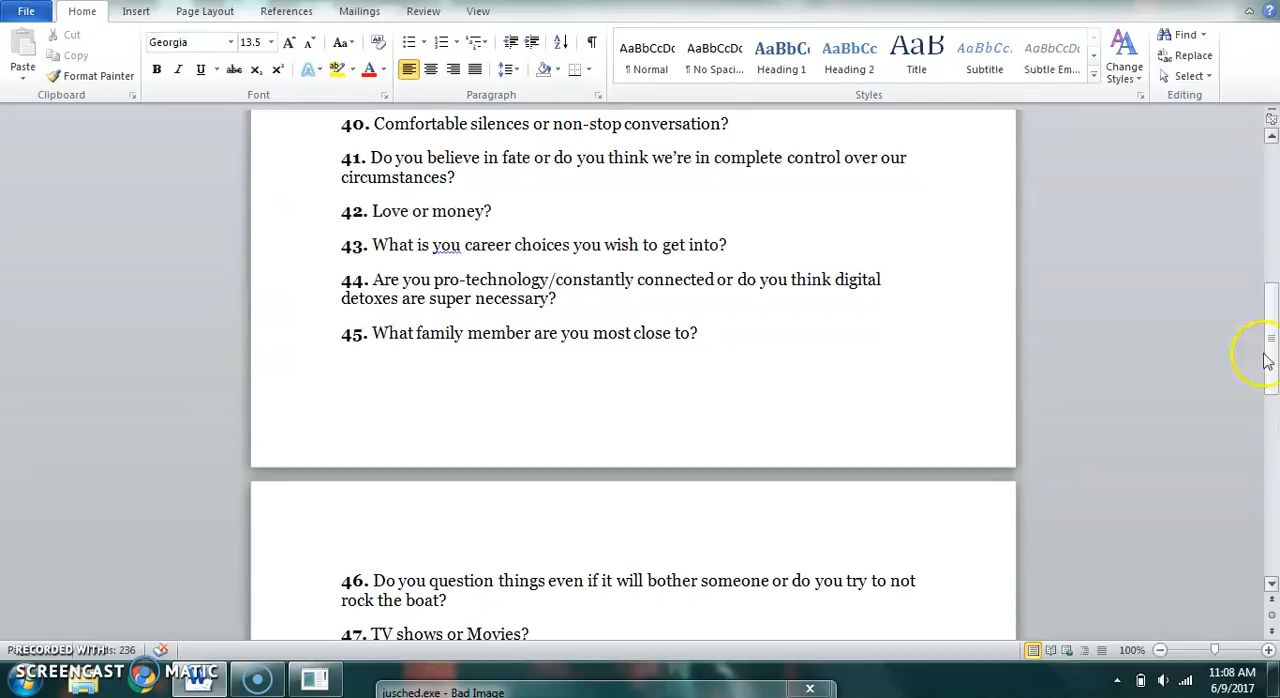 File Home Insert Page Layout References Mailings Review View
Cut
Copy
Paste
Format Painter
Clipboard
Georgia 13.5
Font
Paragraph
AaBbCcDc AaBbCcDc AaBbC AaBbCc AaB AaBbCc. AaBbCcDc
¶ Normal ¶ No Spaci... Heading 1 Heading 2 Title Subtitle Subtle Em...
Styles
Change
Styles
Find
Replace
Select
Editing
40. Comfortable silences or non-stop conversation?
41. Do you believe in fate or do you think we're in complete control over our
circumstances?
42. Love or money?
43. What is you career choices you wish to get into?
44. Are you pro-technology/constantly connected or do you think digital
detoxes are super necessary?
45. What family member are you most close to?
46. Do you question things even if it will bother someone or do you try to not
rock the boat?
47. TV shows or Movies?
236
100%
RECORDED WITH
SCREENCAST MATIC
jusched.exe - Bad Image
11:08 AM
6/9/2017